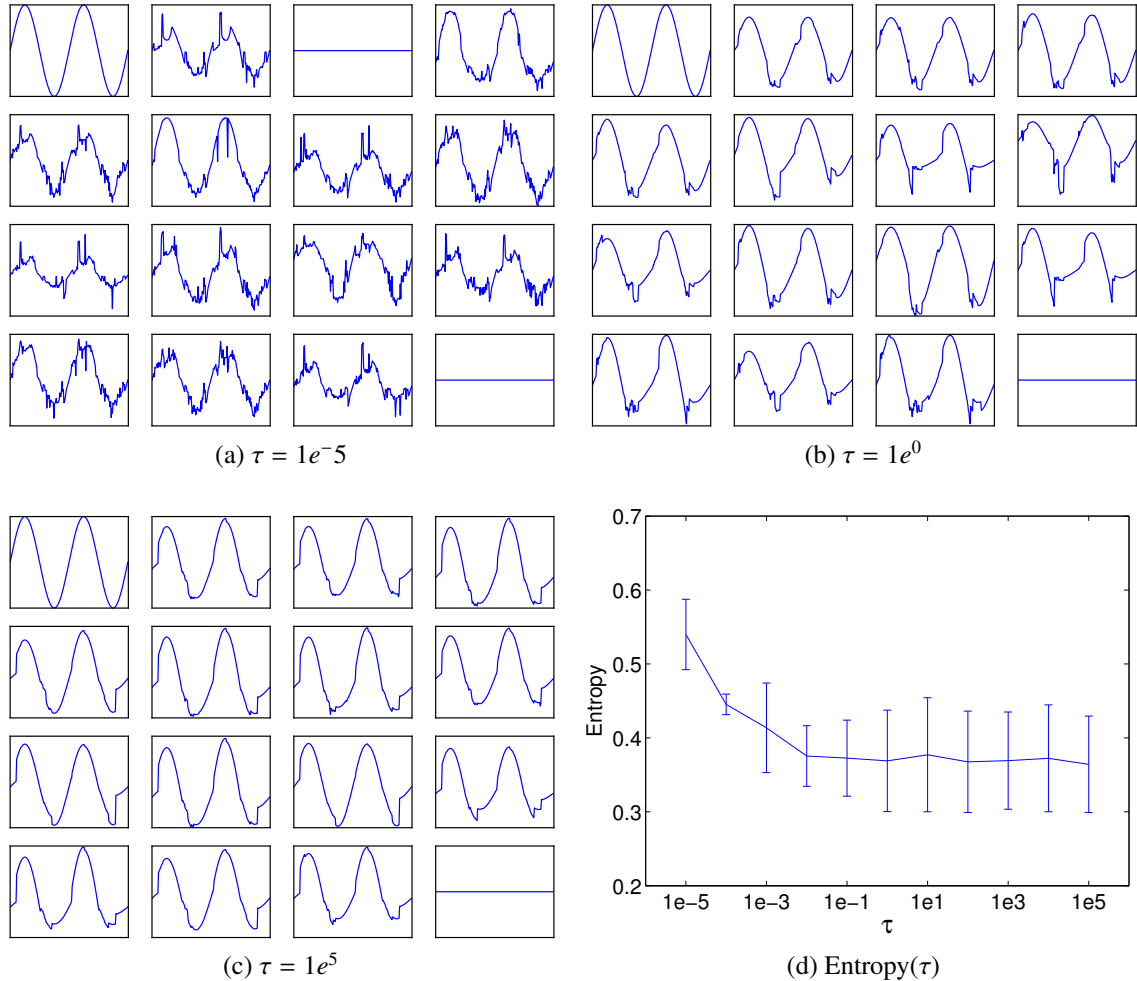 (a) τ = 1e⁻5
(b) τ = 1e⁰
(c) τ = 1e⁵
0.7
0.6
0.5
0.4
0.3
0.2
Entropy
1e−5
1e−3
1e−1
1e1
1e3
1e5
τ
(d) Entropy(τ)